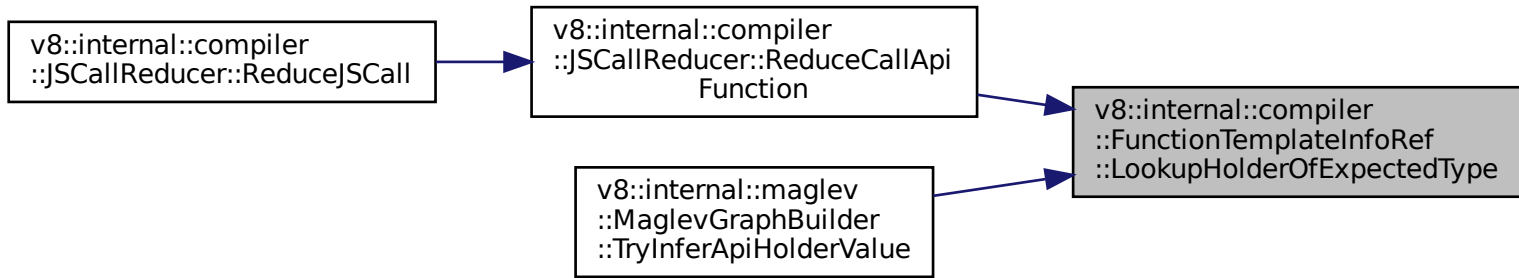 v8::internal::compiler
::JSCallReducer::ReduceJSCall
v8::internal::compiler
::JSCallReducer::ReduceCallApi
Function
v8::internal::compiler
::FunctionTemplateInfoRef
::LookupHolderOfExpectedType
v8::internal::maglev
::MaglevGraphBuilder
::TryInferApiHolderValue